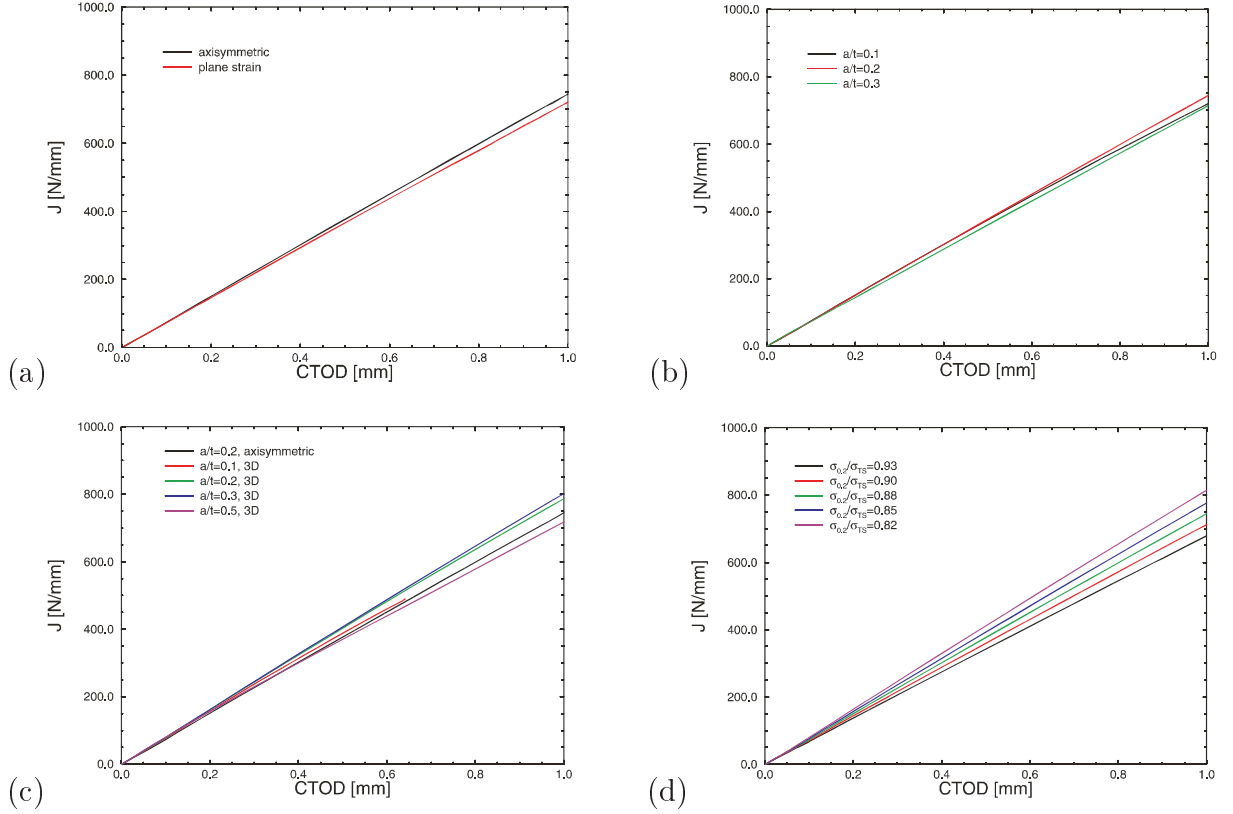 1000.0
800.0
600.0
400.0
200.0
0.0
J [N/mm]
axisymmetric
plane strain
0.0 0.2 0.4 0.6 0.8 1.0
CTOD [mm]
(a)
1000.0
800.0
600.0
400.0
200.0
0.0
J [N/mm]
a/t=0.1
a/t=0.2
a/t=0.3
0.0 0.2 0.4 0.6 0.8 1.0
CTOD [mm]
(b)
1000.0
800.0
600.0
400.0
200.0
0.0
J [N/mm]
a/t=0.2, axisymmetric
a/t=0.1, 3D
a/t=0.2, 3D
a/t=0.3, 3D
a/t=0.5, 3D
0.0 0.2 0.4 0.6 0.8 1.0
CTOD [mm]
(c)
1000.0
800.0
600.0
400.0
200.0
0.0
J [N/mm]
σ0.2/σTS=0.93
σ0.2/σTS=0.90
σ0.2/σTS=0.88
σ0.2/σTS=0.85
σ0.2/σTS=0.82
0.0 0.2 0.4 0.6 0.8 1.0
CTOD [mm]
(d)